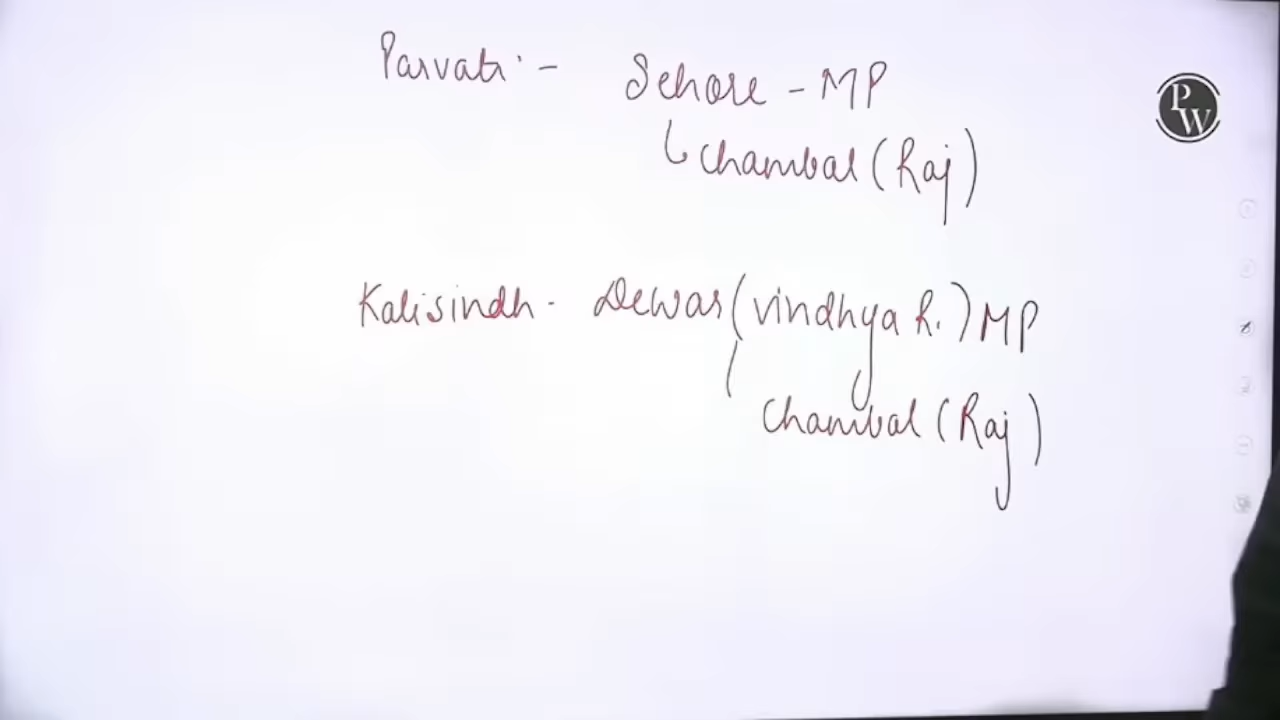 Parvati :- Sehore - MP
Chambal (Raj)
Kalisindh - Dewas (vindhya R.) MP
Chambal (Raj)
PW